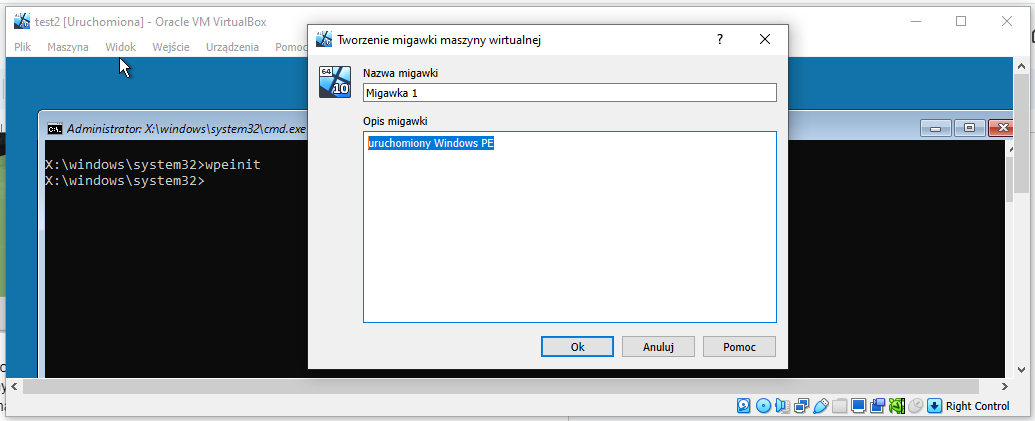 test2 [Uruchomiona] - Oracle VM VirtualBox
Plik Maszyna Widok Wejście Urządzenia Pomoc
Tworzenie migawki maszyny wirtualnej
?
64
10
Nazwa migawki
Migawka 1
Opis migawki
uruchomiony Windows PE
Ok Anuluj Pomoc
C:\. Administrator: X:\windows\system32\cmd.exe
X:\windows\system32>wpeinit
X:\windows\system32>
Right Control